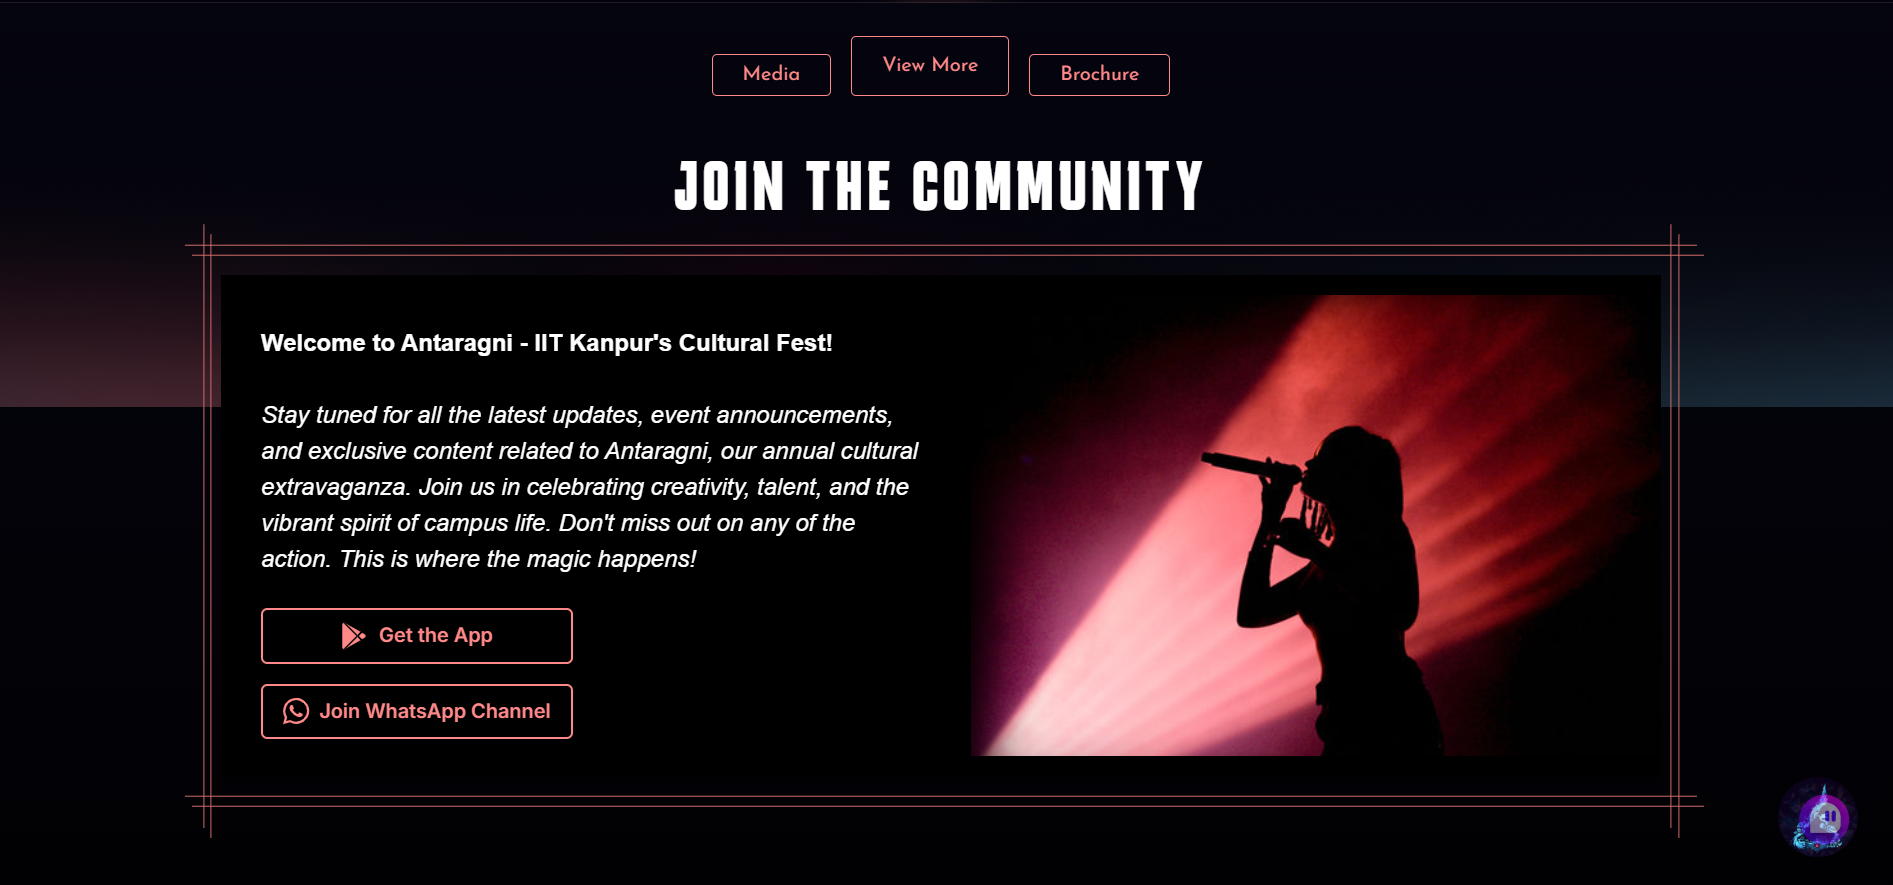 Media
View More
Brochure
JOIN THE COMMUNITY
Welcome to Antaragni - IIT Kanpur's Cultural Fest!
Stay tuned for all the latest updates, event announcements,
and exclusive content related to Antaragni, our annual cultural
extravaganza. Join us in celebrating creativity, talent, and the
vibrant spirit of campus life. Don't miss out on any of the
action. This is where the magic happens!
Get the App
Join WhatsApp Channel